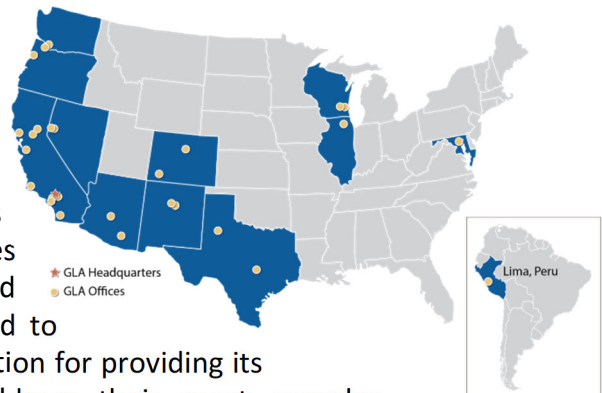 es
d
d to
tion for providing its
GLA Headquarters
GLA Offices
Lima, Peru